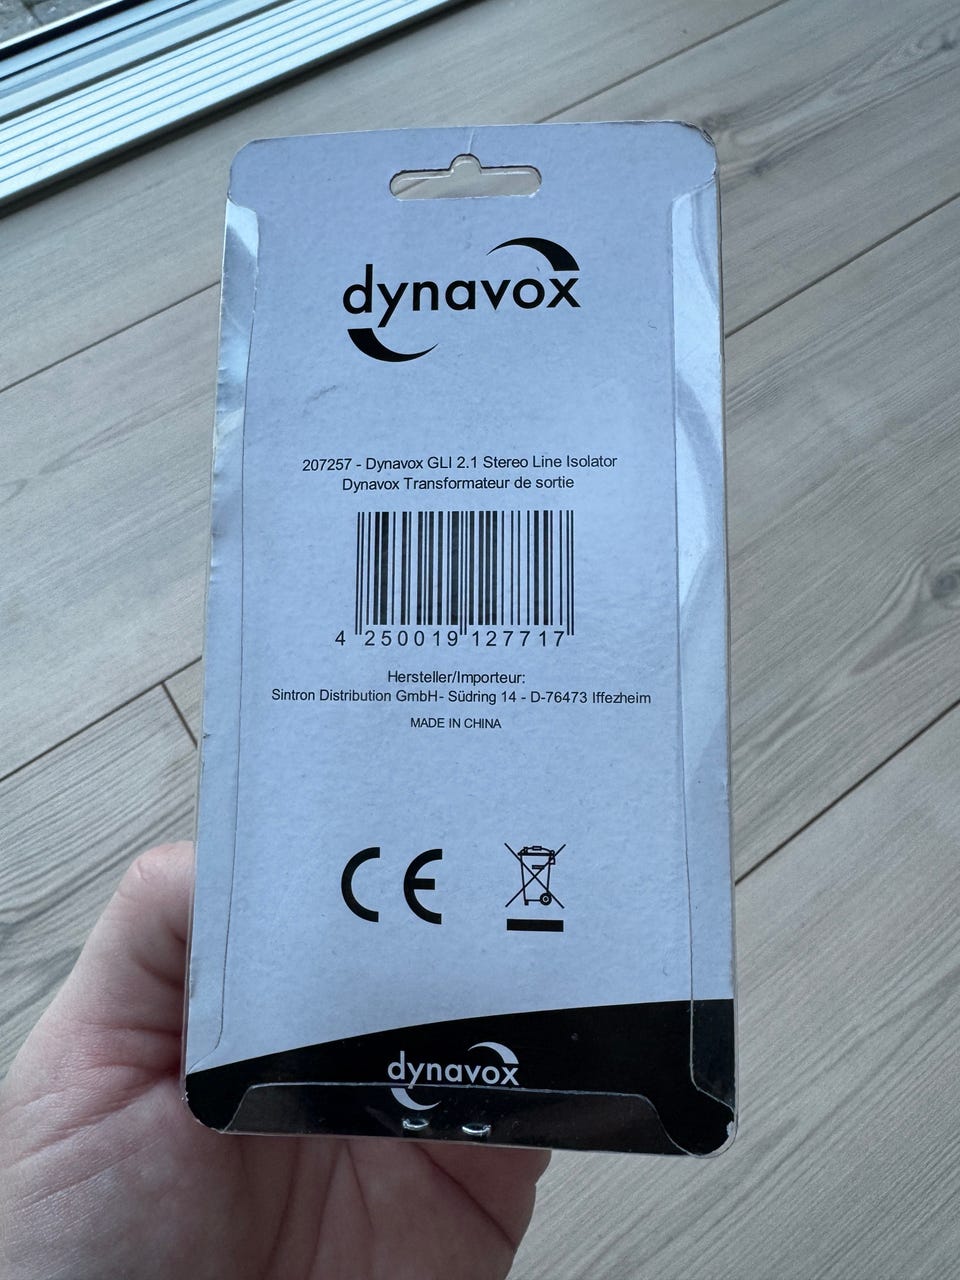 dynavox
207257 - Dynavox GLI 2.1 Stereo Line Isolator
Dynavox Transformateur de sortie
4 250019 127717
Hersteller/Importeur:
Sintron Distribution GmbH- Südring 14 - D-76473 Iffezheim
MADE IN CHINA
CE
dynavox